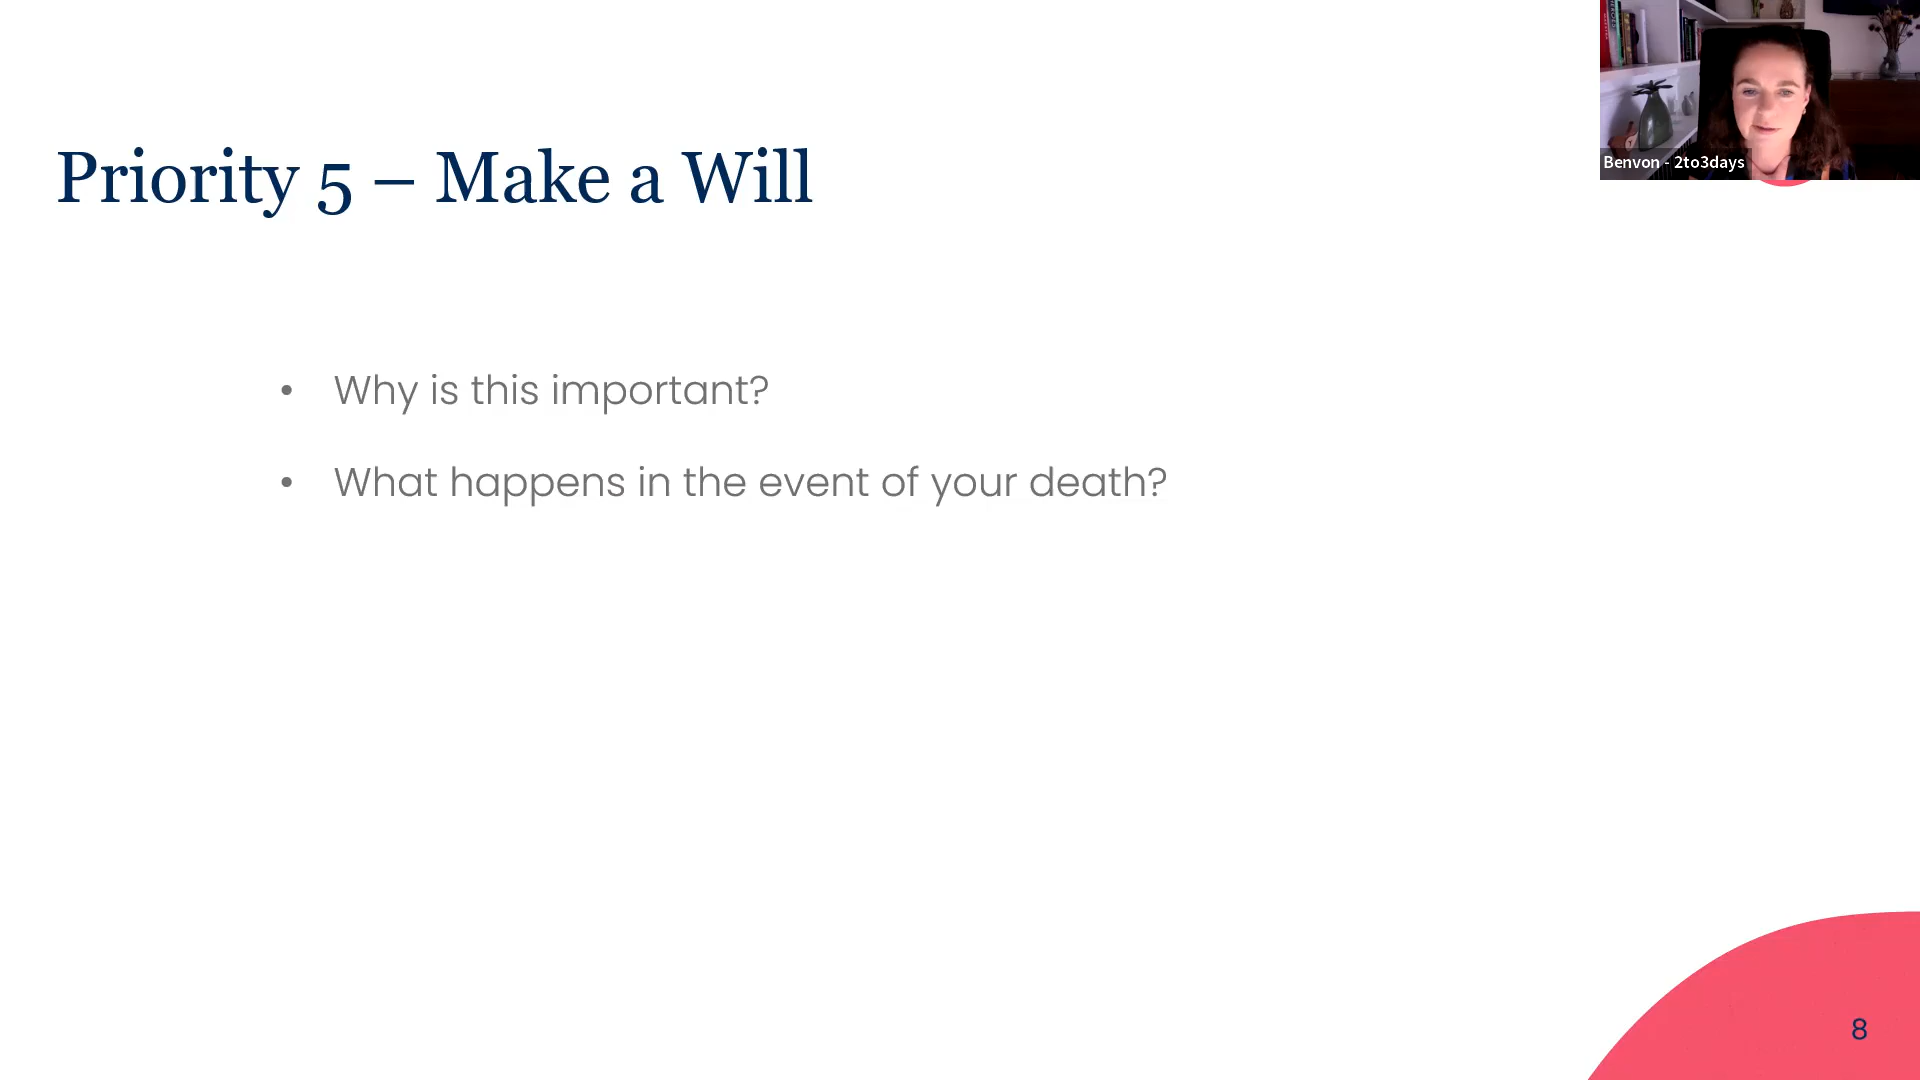 Priority 5 – Make a Will
• Why is this important?
• What happens in the event of your death?
Benvon - 2to3days
8